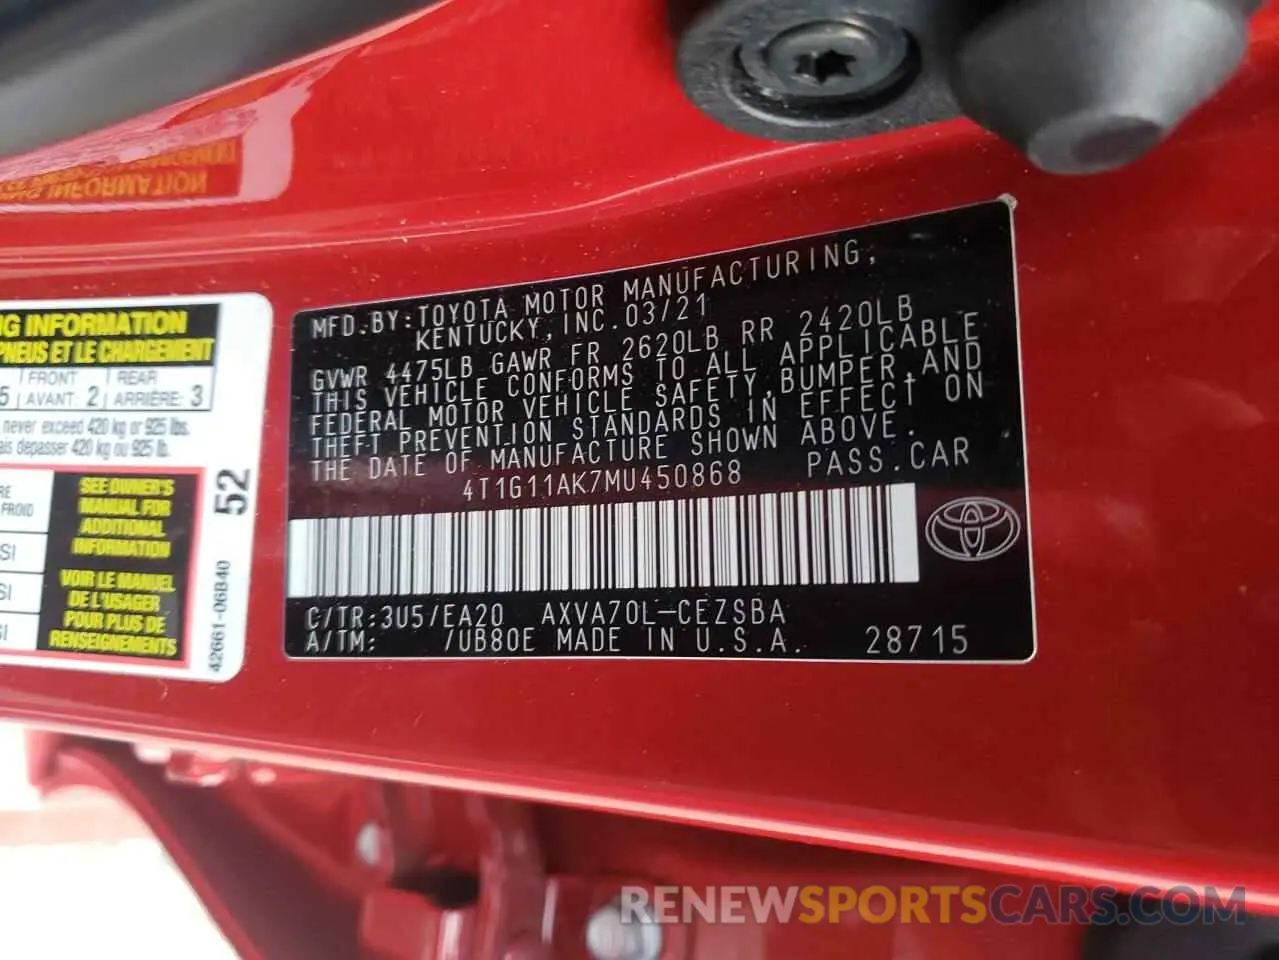 MFD.BY:TOYOTA MOTOR MANUFACTURING,
KENTUCKY, INC.03/21
GVWR 4475LB GAWR FR 2620LB RR 2420LB
THIS VEHICLE CONFORMS TO ALL APPLICABLE
FEDERAL MOTOR VEHICLE SAFETY,BUMPER,AND
THEFT PREVENTION STANDARDS IN EFFECT ON
THE DATE OF MANUFACTURE SHOWN ABOVE.
4T1G11AK7MU450868 PASS.CAR
C/TR:3U5/EA20 AXVA70L-CEZSBA
A/TM: /UB80E MADE IN U.S.A. 28715
INFORMATION
PNEUS ET LE CHARGEMENT
FRONT REAR
AVANT: 2 ARRIÈRE: 3
never exceed 420 kg or 925 lbs.
dépasser 420 kg ou 925 lb.
FROID
SEE OWNER'S
MANUAL FOR
ADDITIONAL
INFORMATION
VOIR LE MANUEL
DE L'USAGER
POUR PLUS DE
RENSEIGNEMENTS
52
42661-06B40
INFORMATION
RENEWSPORTSCARS.COM